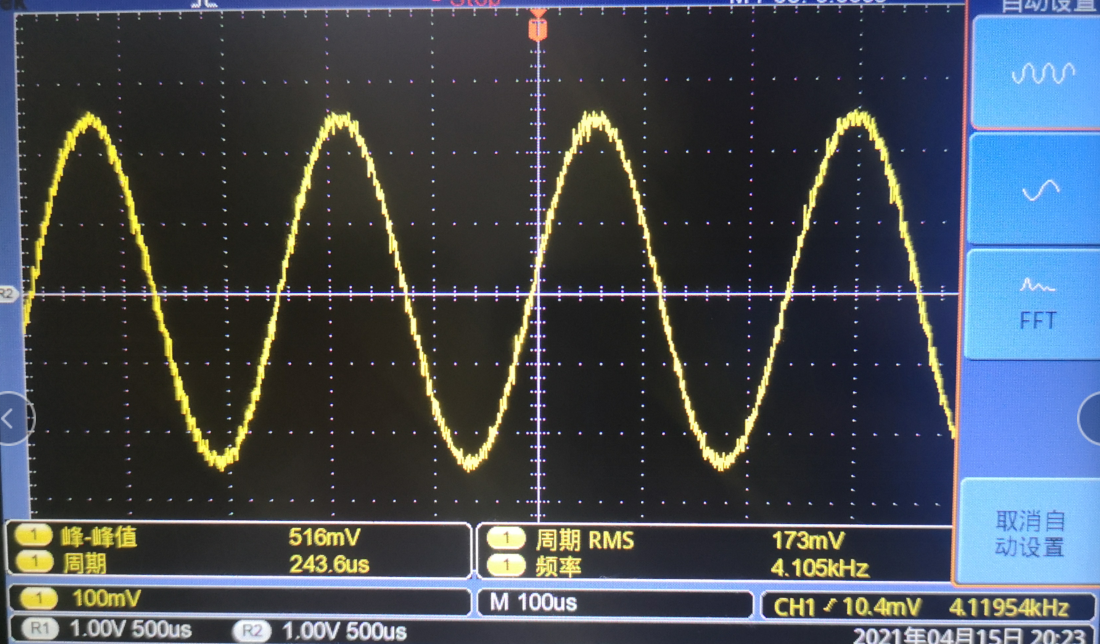 Stop
自动设置
R2
FFT
取消自
动设置
1 峰-峰值 516mV
1 周期 243.6us
1 周期 RMS 173mV
1 频率 4.105kHz
1 100mV
M 100us
CH1 10.4mV 4.11954kHz
R1 1.00V 500us
R2 1.00V 500us
2021年04月15日 20:23